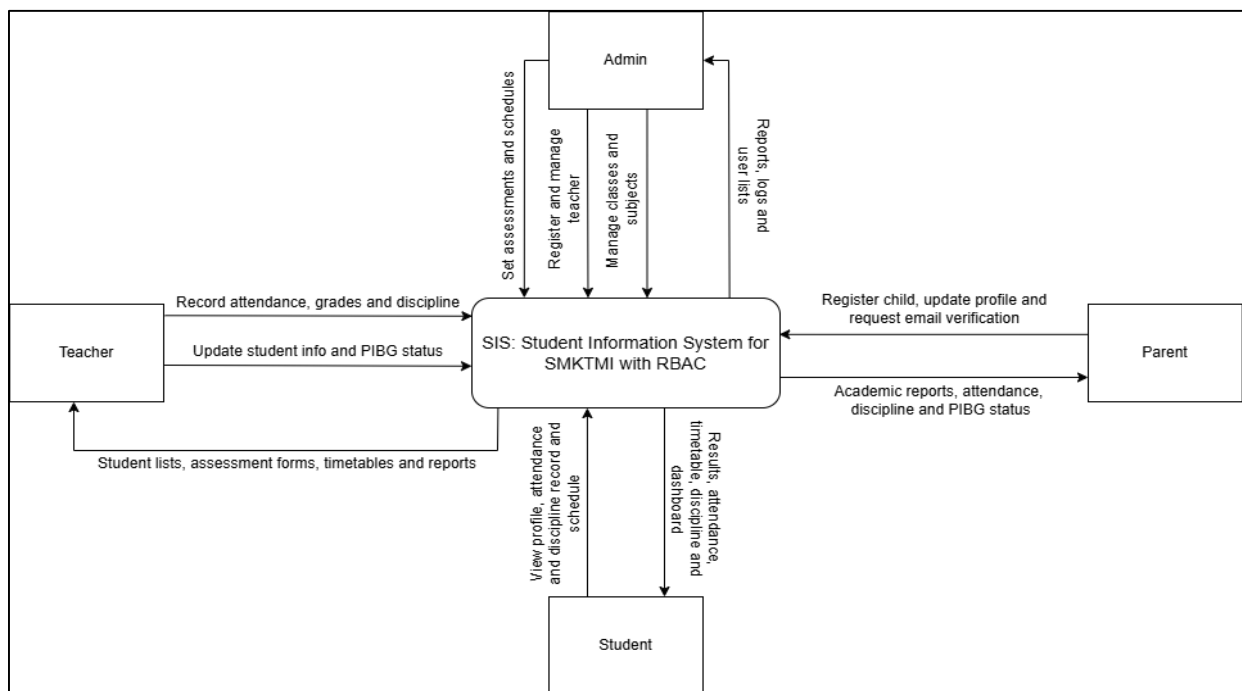 Admin
Set assessments and schedules
Register and manage
teacher
Manage classes and
subjects
Reports, logs and
user lists
Record attendance, grades and discipline
Teacher
Update student info and PIBG status
Student lists, assessment forms, timetables and reports
SIS: Student Information System for
SMKTMI with RBAC
Register child, update profile and
request email verification
Parent
Academic reports, attendance,
discipline and PIBG status
View profile, attendance
and discipline record and
schedule
Results, attendance,
timetable, discipline and
dashboard
Student